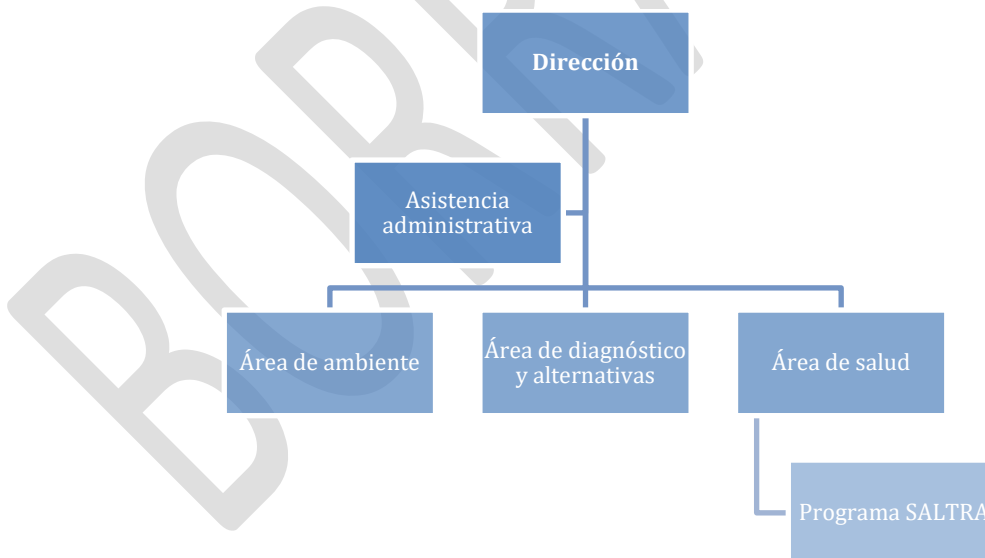 Dirección
Asistencia
administrativa
Área de ambiente
Área de diagnóstico
y alternativas
Área de salud
Programa SALTRA